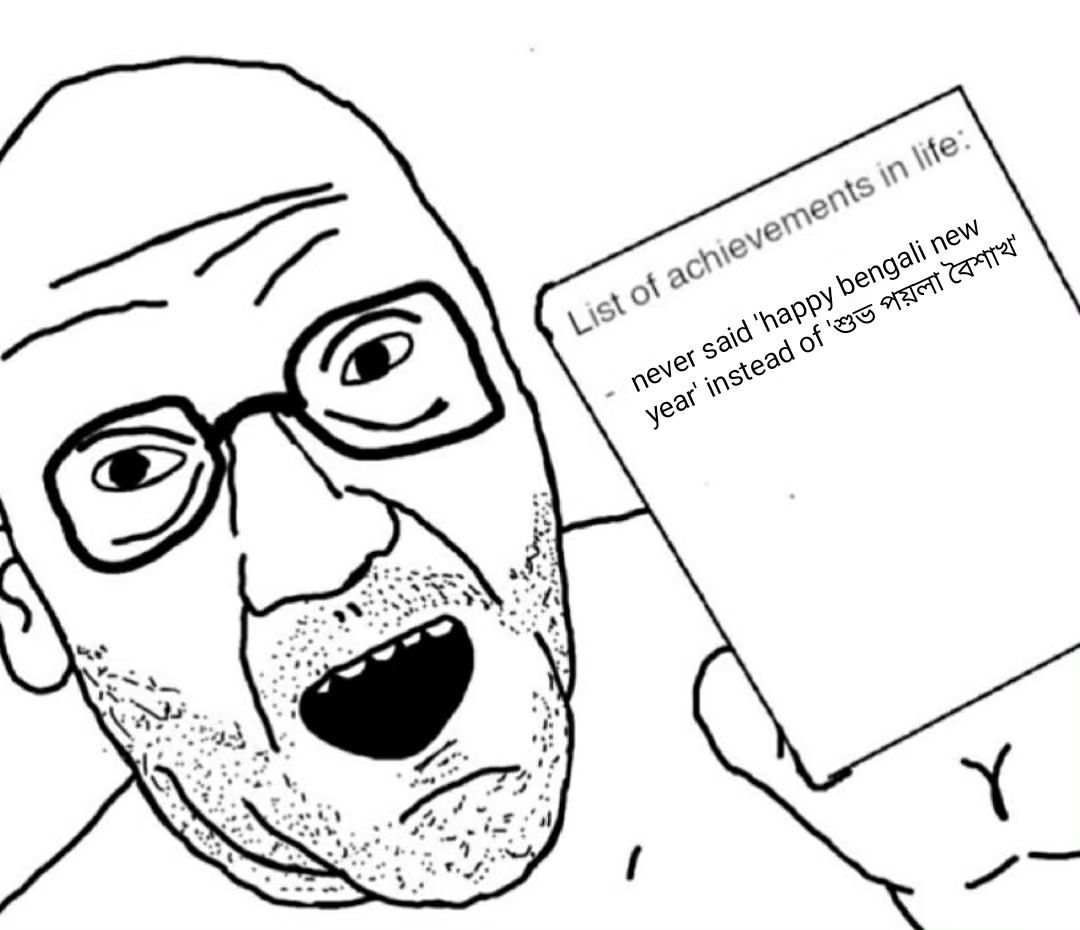 List of achievements in life:
- never said 'happy bengali new
year' instead of 'শুভ পয়লা বৈশাখ'